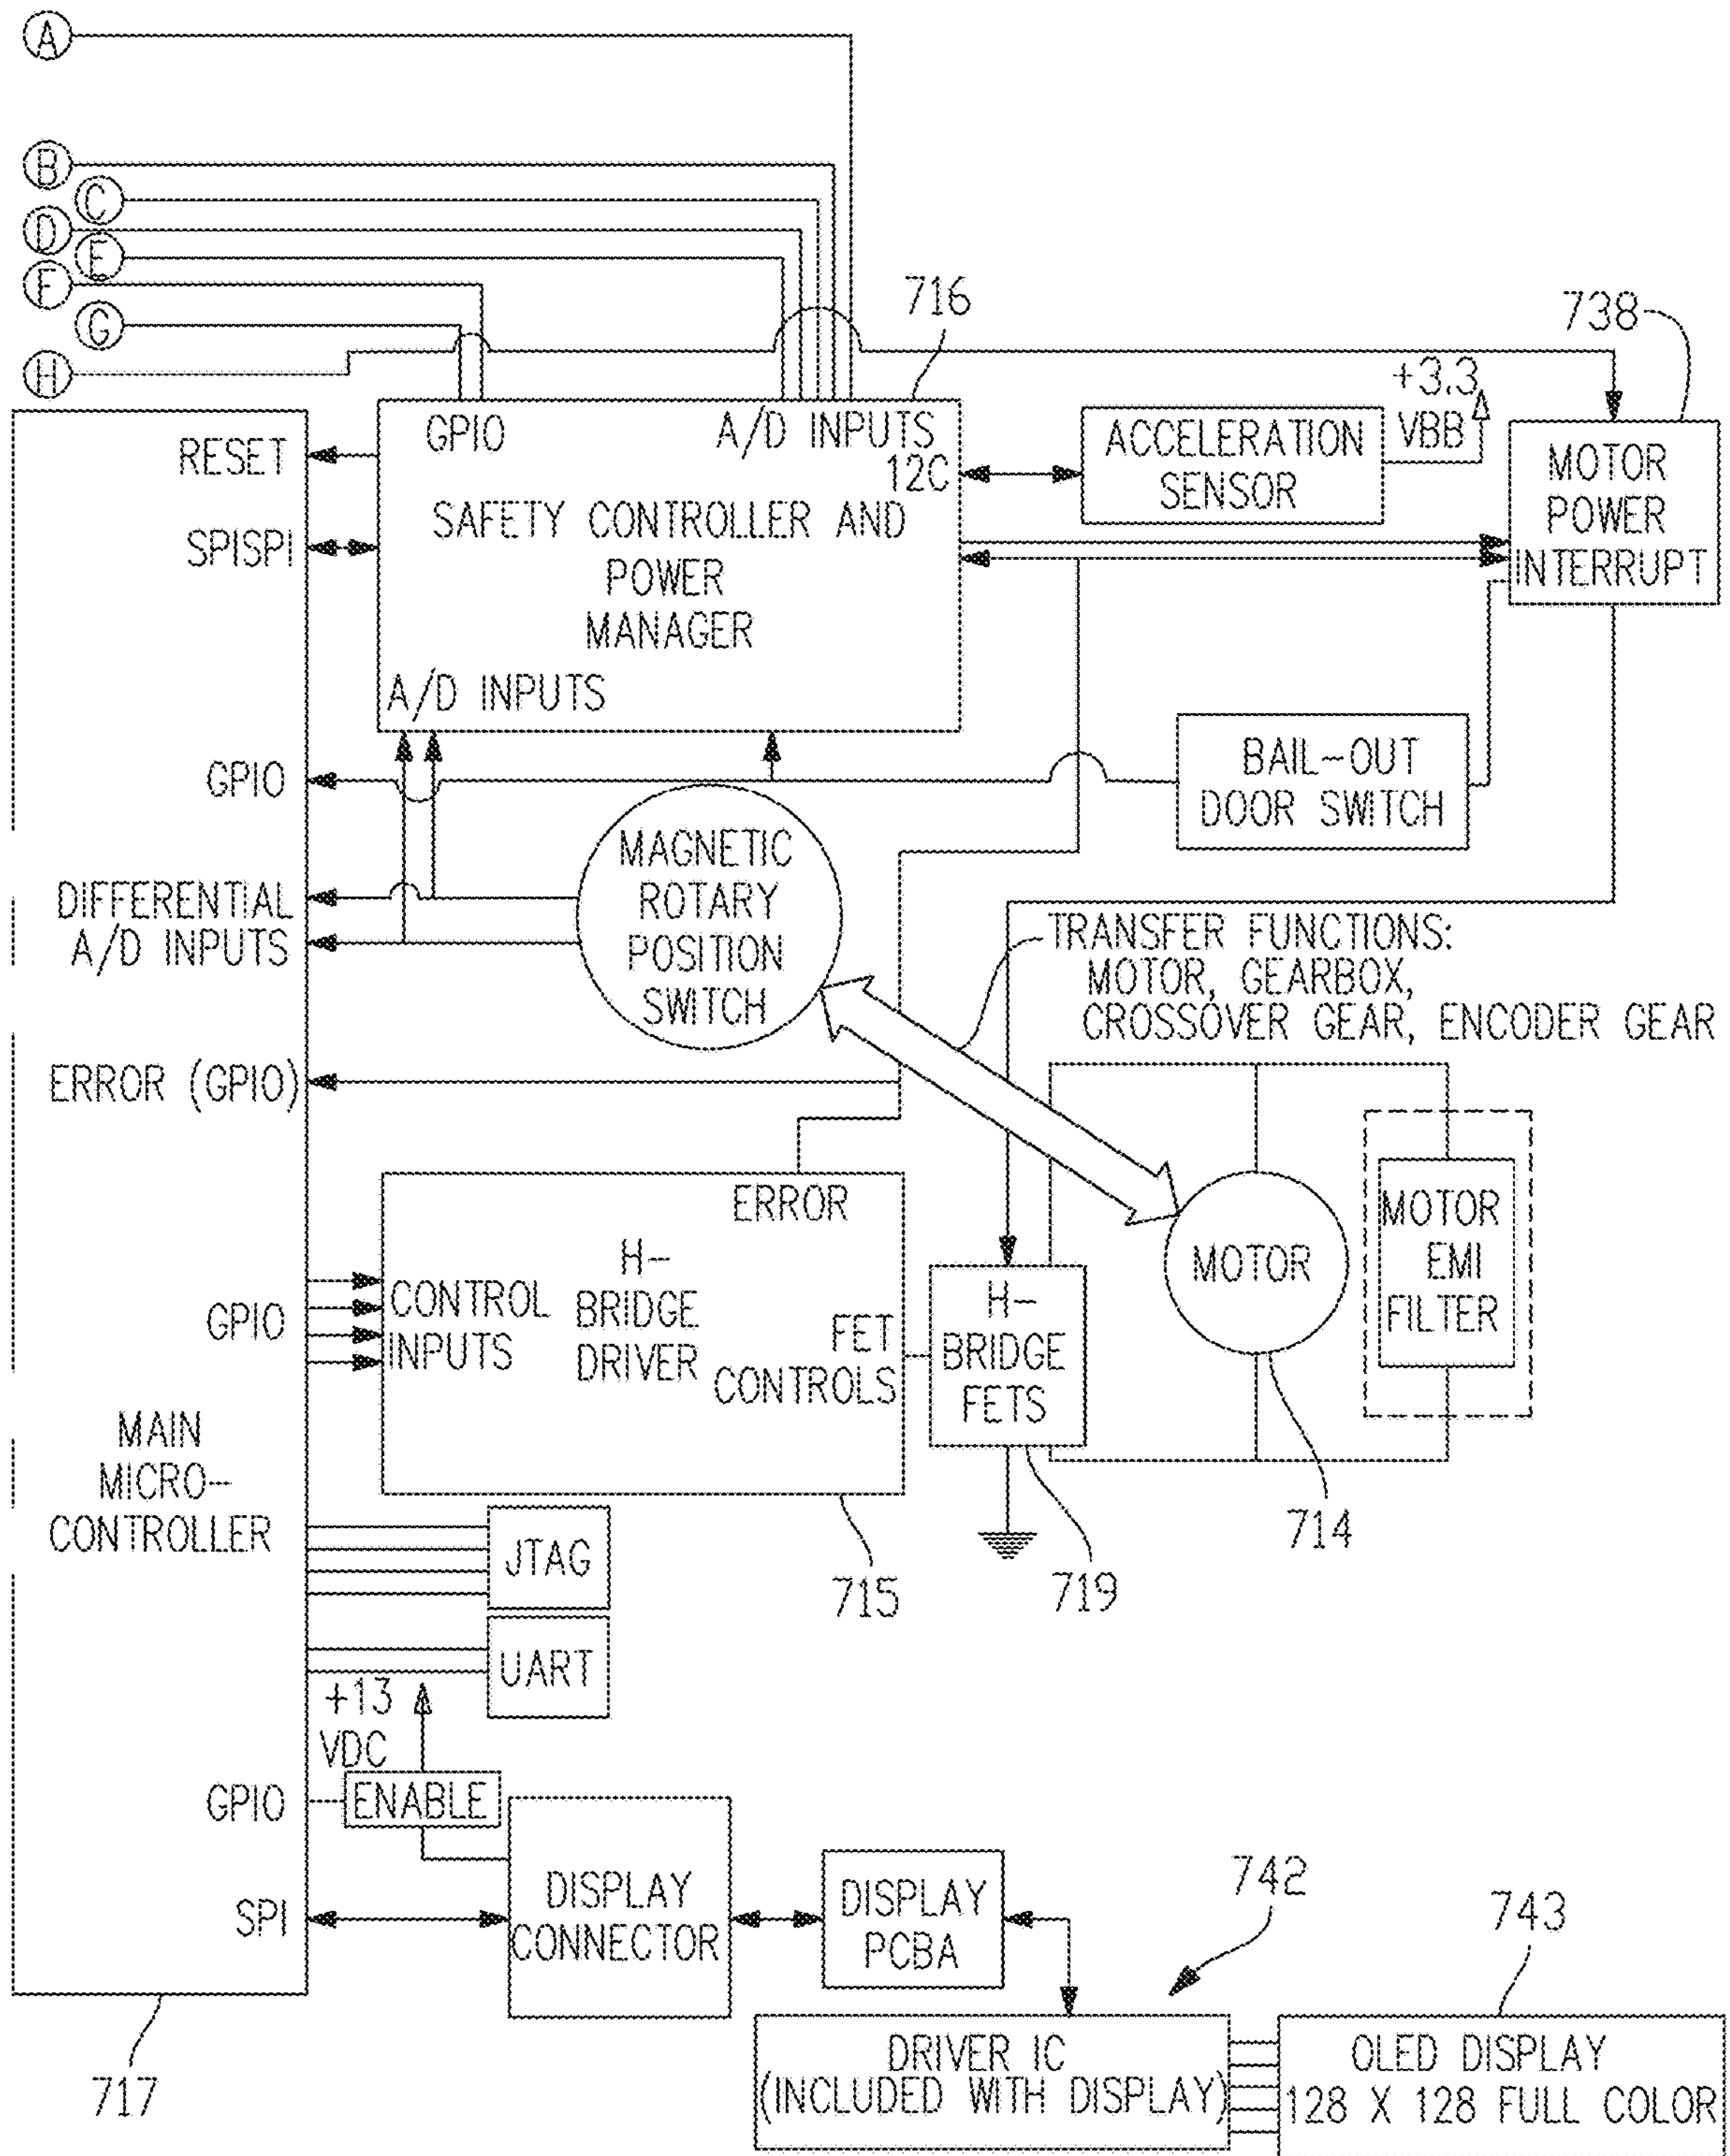 A
B
C
D
E
F
G
H
716
738
+3.3
VBB
RESET
GPIO
A/D INPUTS
12C
ACCELERATION
SENSOR
MOTOR
POWER
INTERRUPT
SPISPI
SAFETY CONTROLLER AND
POWER
MANAGER
A/D INPUTS
GPIO
BAIL-OUT
DOOR SWITCH
MAGNETIC
ROTARY
POSITION
SWITCH
DIFFERENTIAL
A/D INPUTS
TRANSFER FUNCTIONS:
MOTOR, GEARBOX,
CROSSOVER GEAR, ENCODER GEAR
ERROR (GPIO)
ERROR
H-
BRIDGE
DRIVER
GPIO
CONTROL
INPUTS
FET
CONTROLS
H-
BRIDGE
FETS
MOTOR
MOTOR
EMI
FILTER
MAIN
MICRO-
CONTROLLER
JTAG
715
719
714
UART
+13
VDC
GPIO
ENABLE
SPI
DISPLAY
CONNECTOR
DISPLAY
PCBA
742
743
DRIVER IC
(INCLUDED WITH DISPLAY)
OLED DISPLAY
128 X 128 FULL COLOR
717